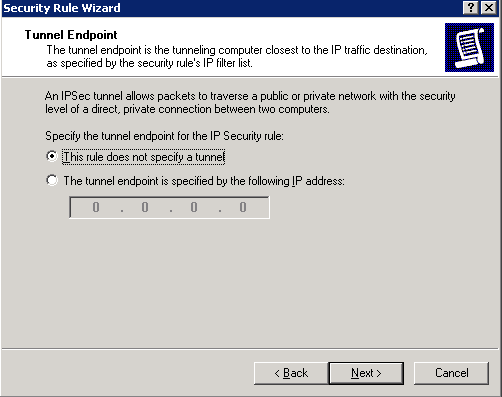 Security Rule Wizard
Tunnel Endpoint
The tunnel endpoint is the tunneling computer closest to the IP traffic destination,
as specified by the security rule's IP filter list.
An IPSec tunnel allows packets to traverse a public or private network with the security
level of a direct, private connection between two computers.
Specify the tunnel endpoint for the IP Security rule:
This rule does not specify a tunnel
The tunnel endpoint is specified by the following IP address:
0 . 0 . 0 . 0
< Back Next > Cancel